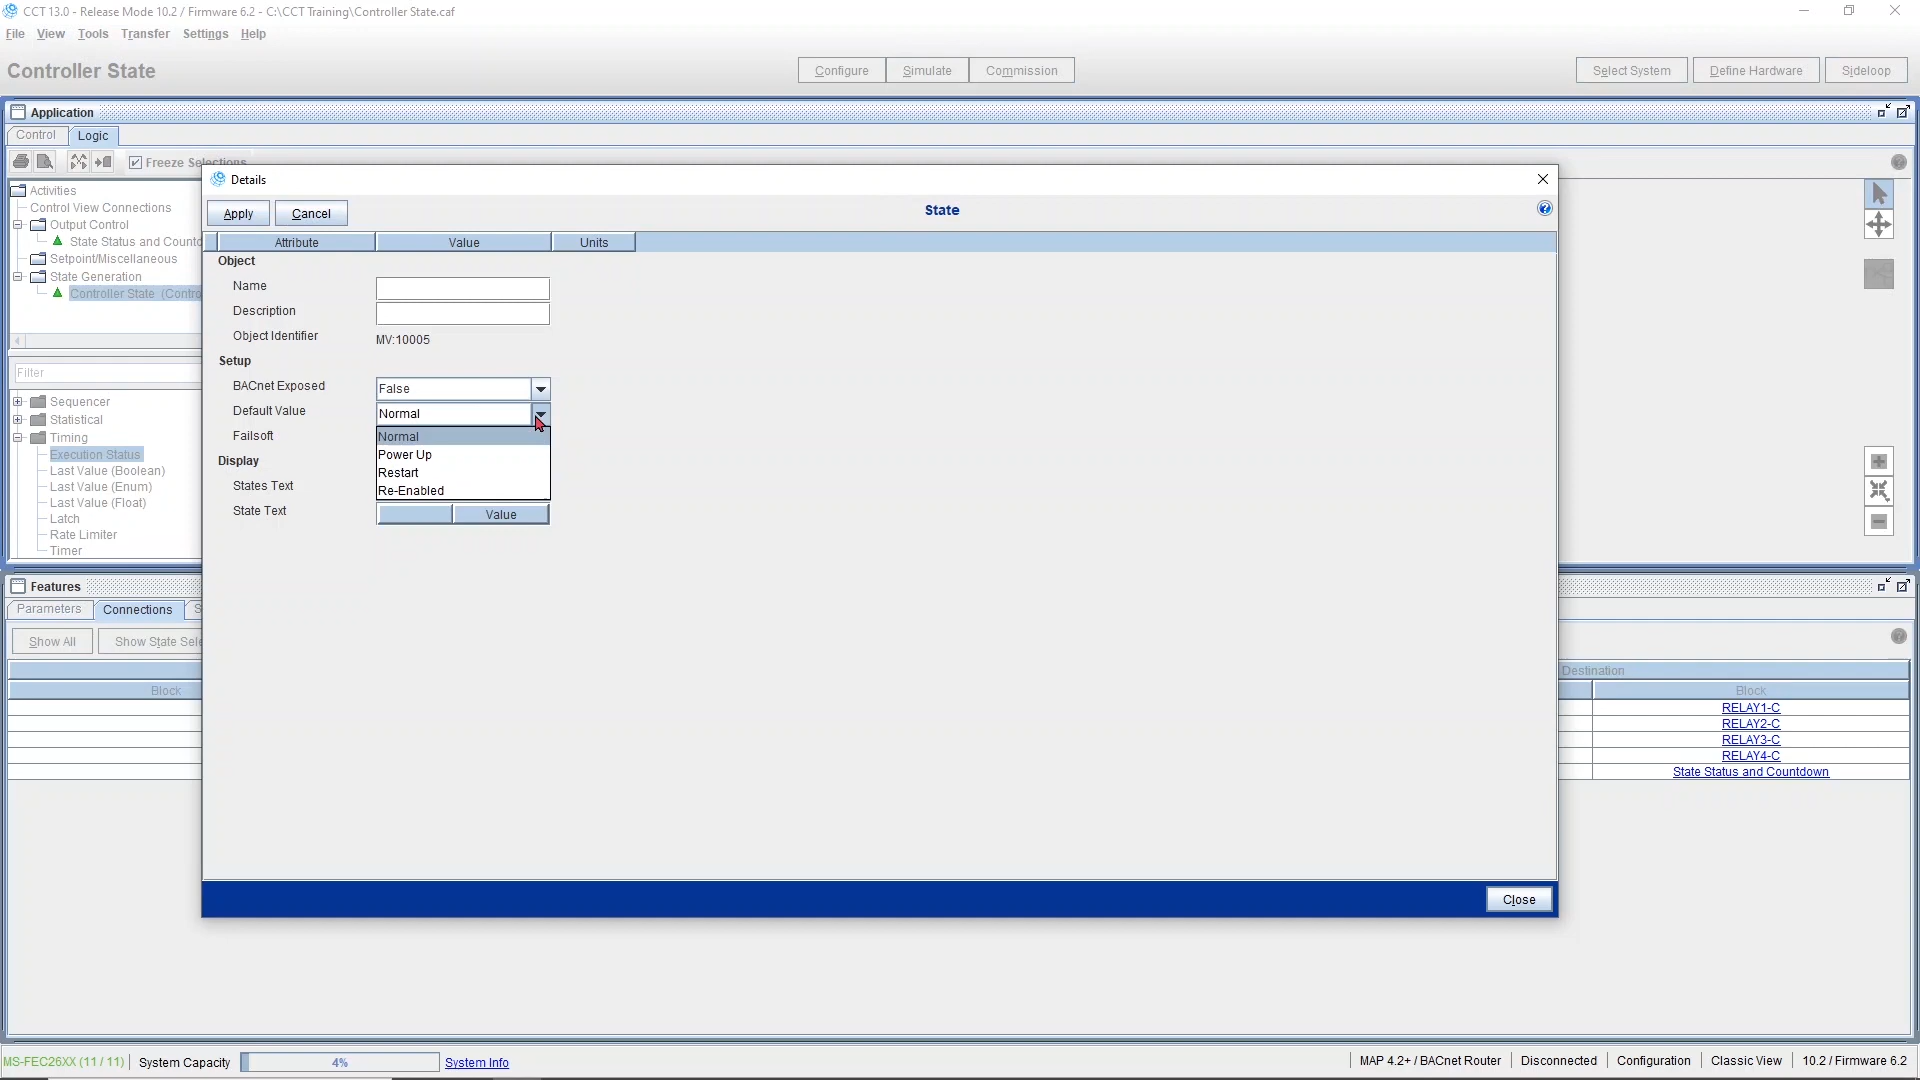 CCT 13.0 - Release Mode 10.2 / Firmware 6.2 - C:\CCT Training\Controller State.caf
File View Tools Transfer Settings Help
Controller State
Configure Simulate Commission
Select System Define Hardware Sideloop
Application
Control Logic
Freeze Selections
Activities
Control View Connections
Output Control
State Status and Countd
Setpoint/Miscellaneous
State Generation
Controller State (Contro
Filter
Sequencer
Statistical
Timing
Execution Status
Last Value (Boolean)
Last Value (Enum)
Last Value (Float)
Latch
Rate Limiter
Timer
Details
Apply Cancel
State
Attribute Value Units
Object
Name
Description
Object Identifier MV:10005
Setup
BACnet Exposed False
Default Value Normal
Failsoft
Normal
Power Up
Restart
Re-Enabled
Display
States Text
State Text
Value
Close
Features
Parameters Connections S
Show All Show State Sele
Block
Destination
Block
RELAY1-C
RELAY2-C
RELAY3-C
RELAY4-C
State Status and Countdown
MS-FEC26XX (11 / 11) System Capacity 4% System Info
MAP 4.2+ / BACnet Router Disconnected Configuration Classic View 10.2 / Firmware 6.2